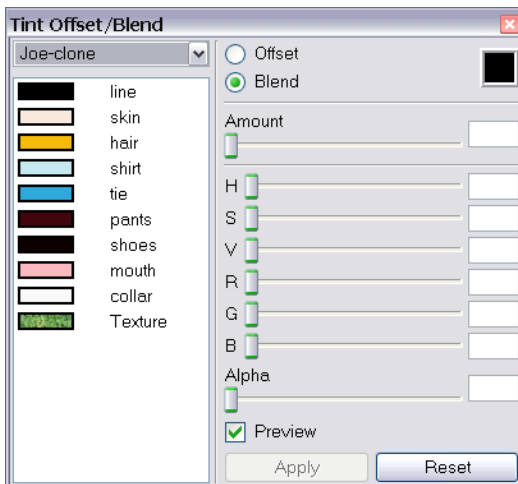 Tint Offset/Blend
Joe-clone
line
skin
hair
shirt
tie
pants
shoes
mouth
collar
Texture
Offset
Blend
Amount
H
S
V
R
G
B
Alpha
Preview
Apply
Reset